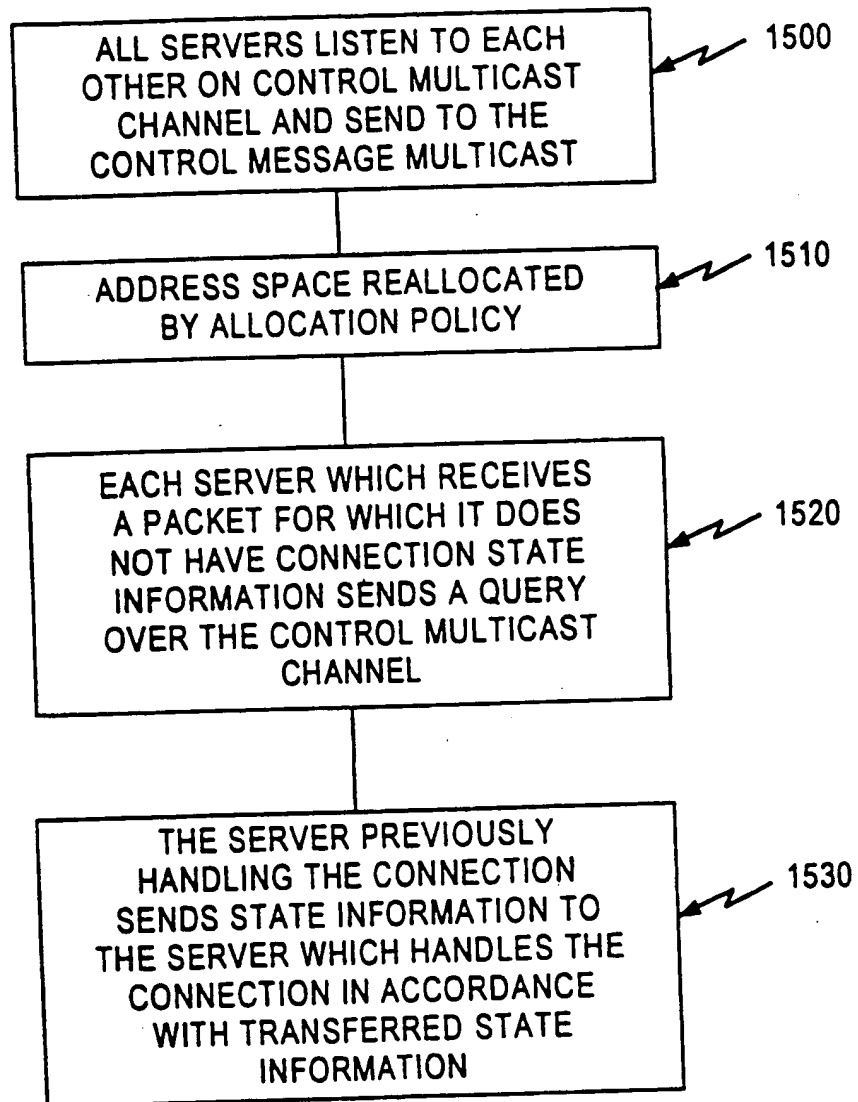 ALL SERVERS LISTEN TO EACH
OTHER ON CONTROL MULTICAST
CHANNEL AND SEND TO THE
CONTROL MESSAGE MULTICAST
1500
ADDRESS SPACE REALLOCATED
BY ALLOCATION POLICY
1510
EACH SERVER WHICH RECEIVES
A PACKET FOR WHICH IT DOES
NOT HAVE CONNECTION STATE
INFORMATION SENDS A QUERY
OVER THE CONTROL MULTICAST
CHANNEL
1520
THE SERVER PREVIOUSLY
HANDLING THE CONNECTION
SENDS STATE INFORMATION TO
THE SERVER WHICH HANDLES THE
CONNECTION IN ACCORDANCE
WITH TRANSFERRED STATE
INFORMATION
1530